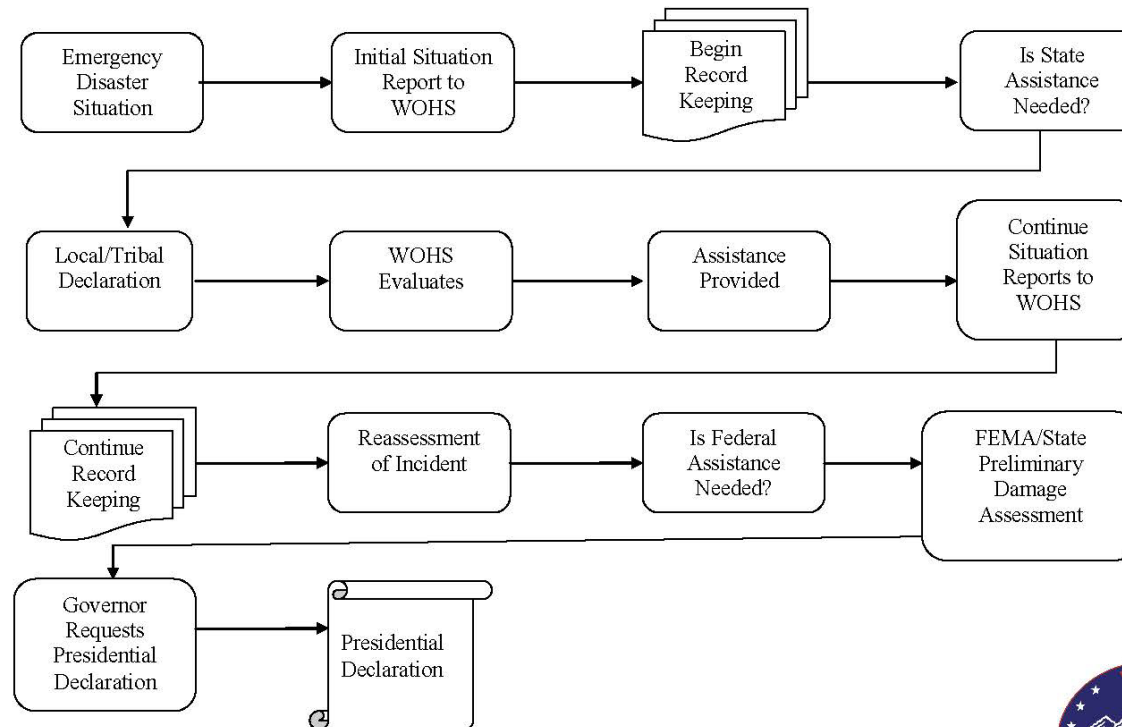 Emergency
Disaster
Situation
Initial Situation
Report to
WOHS
Begin
Record
Keeping
Is State
Assistance
Needed?
Local/Tribal
Declaration
WOHS
Evaluates
Assistance
Provided
Continue
Situation
Reports to
WOHS
Continue
Record
Keeping
Reassessment
of Incident
Is Federal
Assistance
Needed?
FEMA/State
Preliminary
Damage
Assessment
Governor
Requests
Presidential
Declaration
Presidential
Declaration